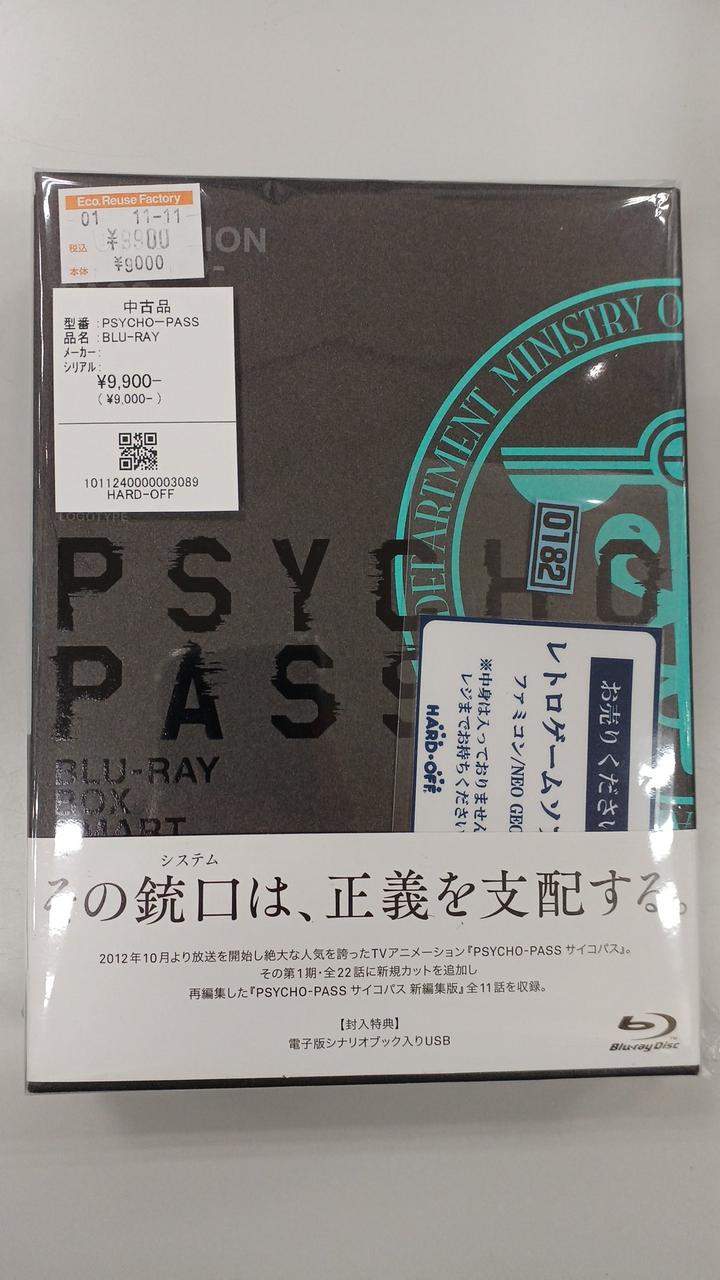 Eco.Reuse Factory
01 11-11
税込 ¥9900
本体 ¥9000
ION
中古品
型番 :PSYCHO-PASS
品名 :BLU-RAY
メーカー:
シリアル:
¥9,900-
( ¥9,000- )
1011240000003089
HARD-OFF
LOGOTYPE
DEPARTMENT MINISTRY O
0182
PSYCHO
PASS
BLU-RAY
BOX
SMART
お売りください
レトロゲームソ
ファミコン/NEO GEO
※中身は入っておりません
レジまでお持ちください
HARD・OFF
システム
その銃口は、正義を支配する。
2012年10月より放送を開始し絶大な人気を誇ったTVアニメーション『PSYCHO-PASS サイコパス』。
その第1期・全22話に新規カットを追加し
再編集した『PSYCHO-PASS サイコパス 新編集版』全11話を収録。
【封入特典】
電子版シナリオブック入りUSB
Blu-ray Disc